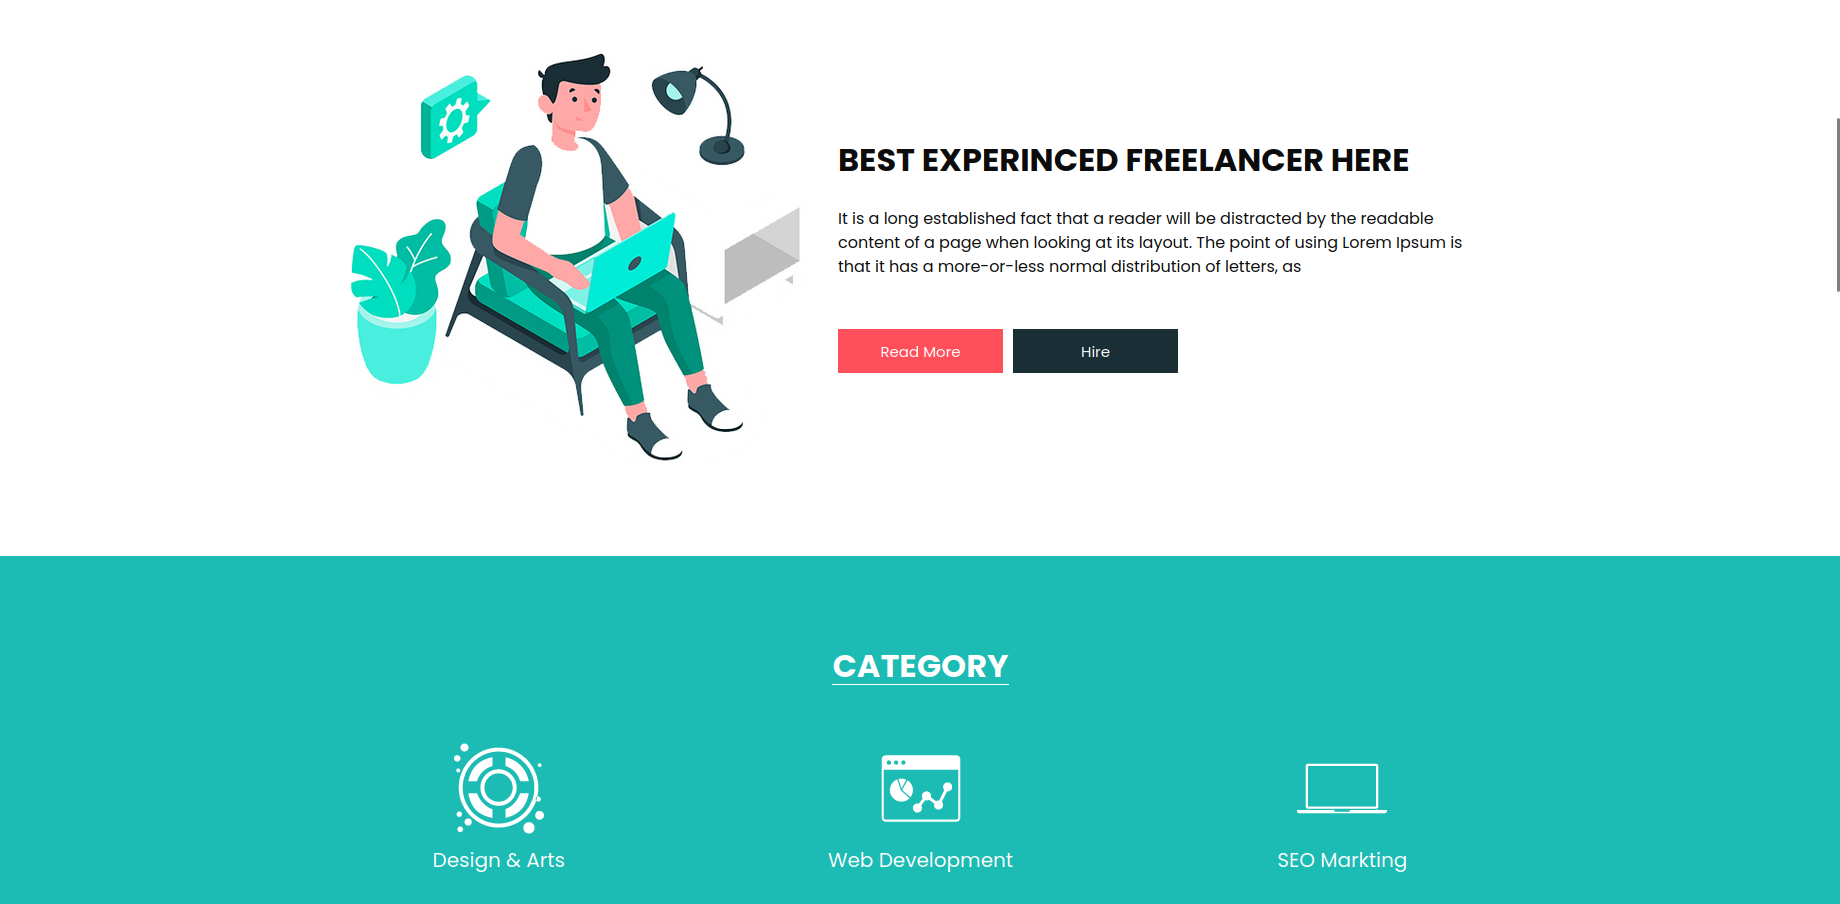 BEST EXPERINCED FREELANCER HERE
It is a long established fact that a reader will be distracted by the readable
content of a page when looking at its layout. The point of using Lorem Ipsum is
that it has a more-or-less normal distribution of letters, as
Read More
Hire
CATEGORY
Design & Arts
Web Development
SEO Markting